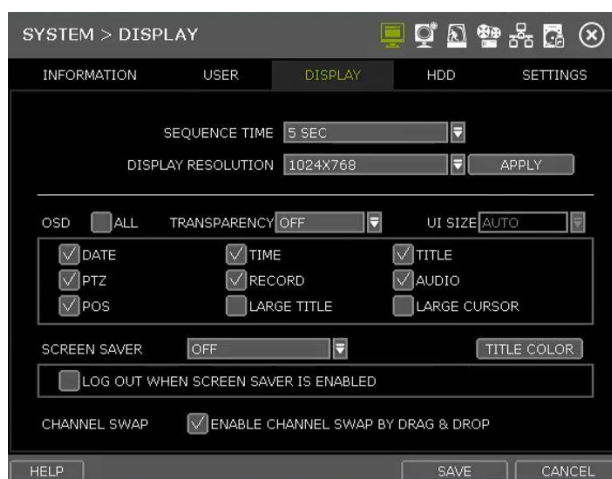 SYSTEM > DISPLAY
INFORMATION USER DISPLAY HDD SETTINGS
SEQUENCE TIME 5 SEC
DISPLAY RESOLUTION 1024X768 APPLY
OSD ALL TRANSPARENCY OFF UI SIZE AUTO
DATE TIME TITLE
PTZ RECORD AUDIO
POS LARGE TITLE LARGE CURSOR
SCREEN SAVER OFF TITLE COLOR
LOG OUT WHEN SCREEN SAVER IS ENABLED
CHANNEL SWAP ENABLE CHANNEL SWAP BY DRAG & DROP
HELP SAVE CANCEL